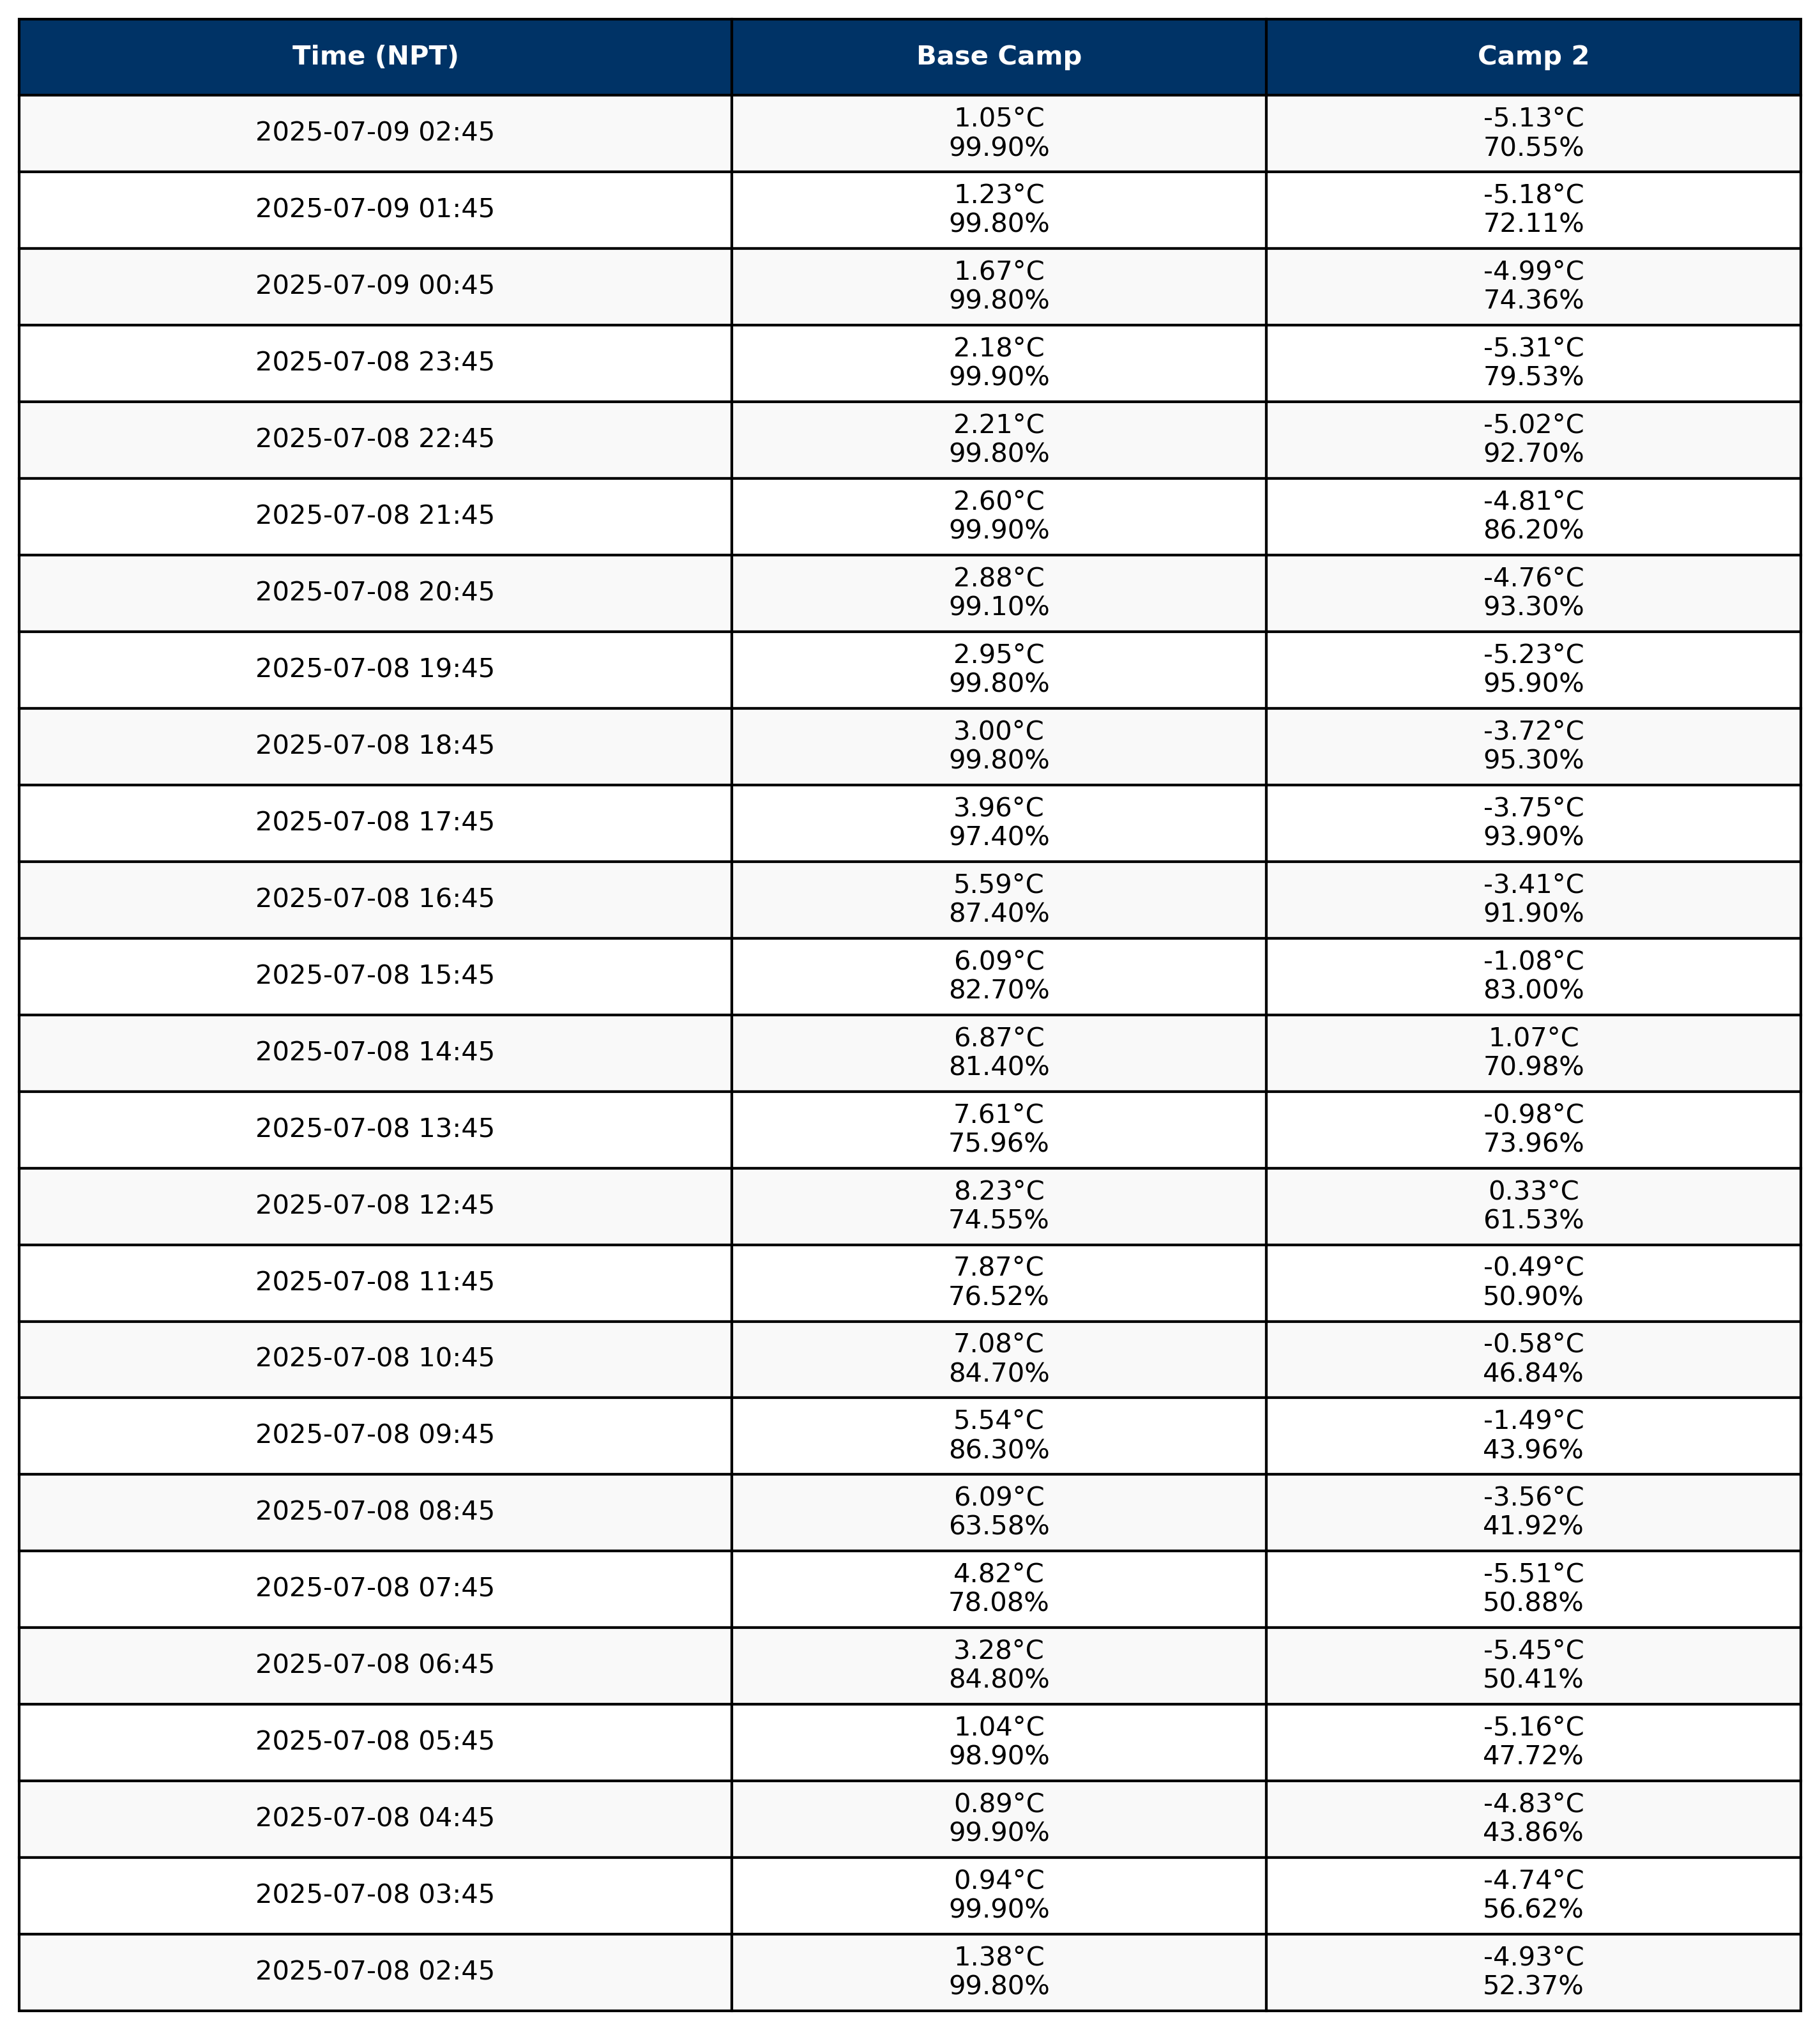 Time (NPT) Base Camp Camp 2
2025-07-09 02:45
1.05°C
99.90%
-5.13°C
70.55%
2025-07-09 01:45
1.23°C
99.80%
-5.18°C
72.11%
2025-07-09 00:45
1.67°C
99.80%
-4.99°C
74.36%
2025-07-08 23:45
2.18°C
99.90%
-5.31°C
79.53%
2025-07-08 22:45
2.21°C
99.80%
-5.02°C
92.70%
2025-07-08 21:45
2.60°C
99.90%
-4.81°C
86.20%
2025-07-08 20:45
2.88°C
99.10%
-4.76°C
93.30%
2025-07-08 19:45
2.95°C
99.80%
-5.23°C
95.90%
2025-07-08 18:45
3.00°C
99.80%
-3.72°C
95.30%
2025-07-08 17:45
3.96°C
97.40%
-3.75°C
93.90%
2025-07-08 16:45
5.59°C
87.40%
-3.41°C
91.90%
2025-07-08 15:45
6.09°C
82.70%
-1.08°C
83.00%
2025-07-08 14:45
6.87°C
81.40%
1.07°C
70.98%
2025-07-08 13:45
7.61°C
75.96%
-0.98°C
73.96%
2025-07-08 12:45
8.23°C
74.55%
0.33°C
61.53%
2025-07-08 11:45
7.87°C
76.52%
-0.49°C
50.90%
2025-07-08 10:45
7.08°C
84.70%
-0.58°C
46.84%
2025-07-08 09:45
5.54°C
86.30%
-1.49°C
43.96%
2025-07-08 08:45
6.09°C
63.58%
-3.56°C
41.92%
2025-07-08 07:45
4.82°C
78.08%
-5.51°C
50.88%
2025-07-08 06:45
3.28°C
84.80%
-5.45°C
50.41%
2025-07-08 05:45
1.04°C
98.90%
-5.16°C
47.72%
2025-07-08 04:45
0.89°C
99.90%
-4.83°C
43.86%
2025-07-08 03:45
0.94°C
99.90%
-4.74°C
56.62%
2025-07-08 02:45
1.38°C
99.80%
-4.93°C
52.37%